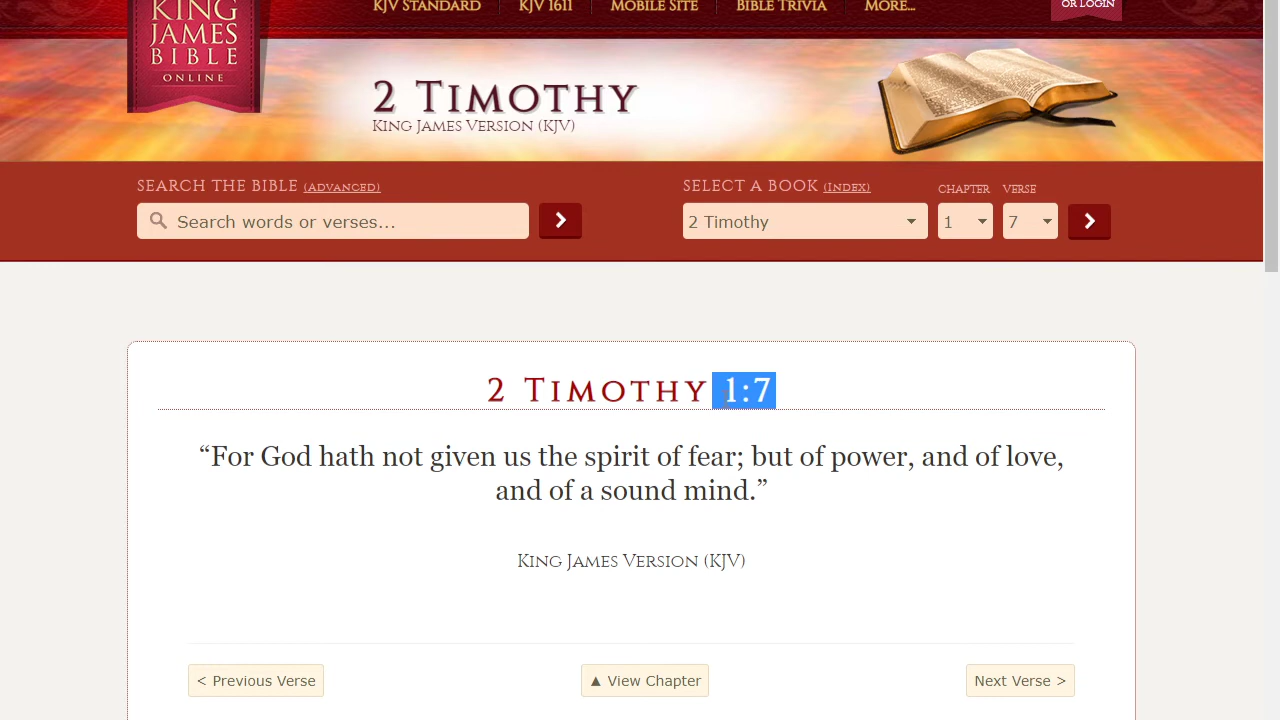 KJV STANDARD KJV 1611 MOBILE SITE BIBLE TRIVIA MORE... OR LOGIN
KING
JAMES
BIBLE
ONLINE
2 TIMOTHY
KING JAMES VERSION (KJV)
SEARCH THE BIBLE (ADVANCED) SELECT A BOOK (INDEX) CHAPTER VERSE
Search words or verses... 2 Timothy 1 7
2 TIMOTHY 1:7
“For God hath not given us the spirit of fear; but of power, and of love,
and of a sound mind.”
KING JAMES VERSION (KJV)
< Previous Verse ▲ View Chapter Next Verse >